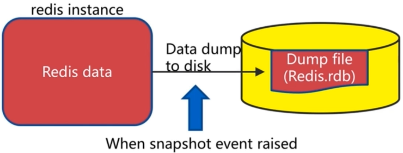 redis instance
Redis data
Data dump
to disk
Dump file
(Redis.rdb)
When snapshot event raised